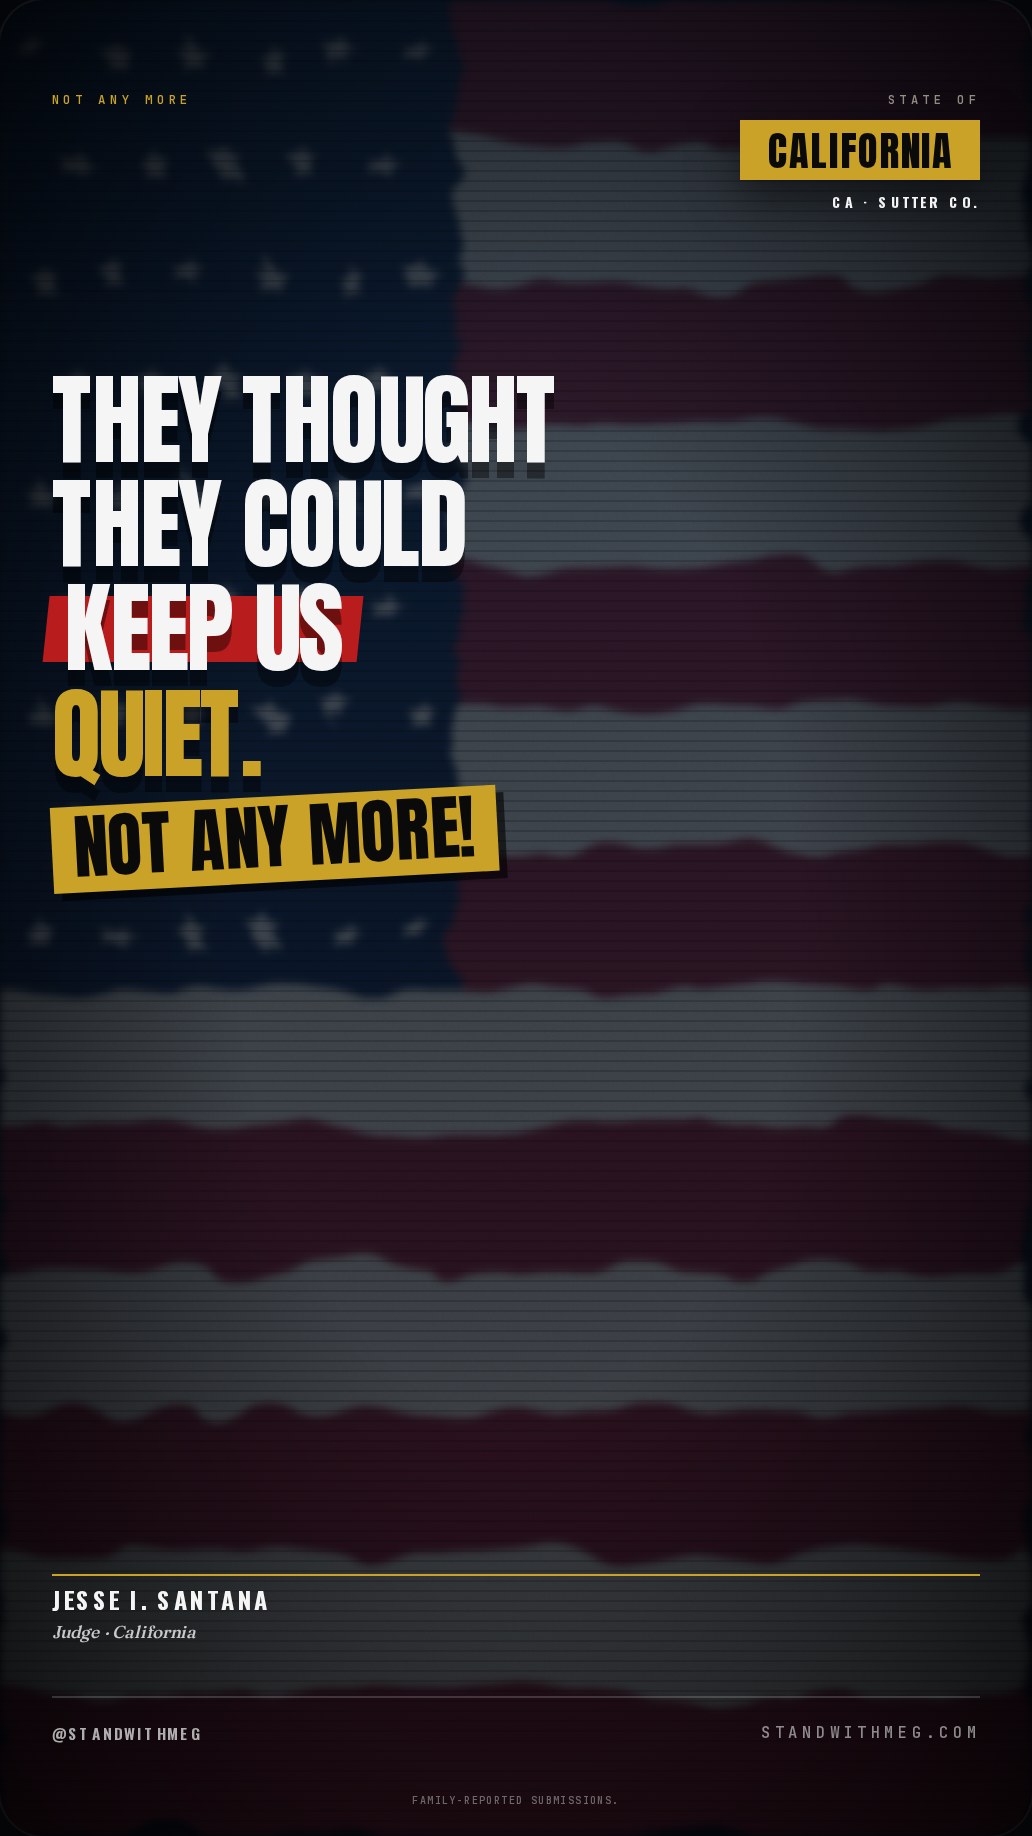 NOT ANY MORE
STATE OF
CALIFORNIA
CA · SUTTER CO.
THEY THOUGHT
THEY COULD
KEEP US
QUIET.
NOT ANY MORE!
JESSE I. SANTANA
Judge · California
@STANDWITHMEG
STANDWITHMEG.COM
FAMILY-REPORTED SUBMISSIONS.